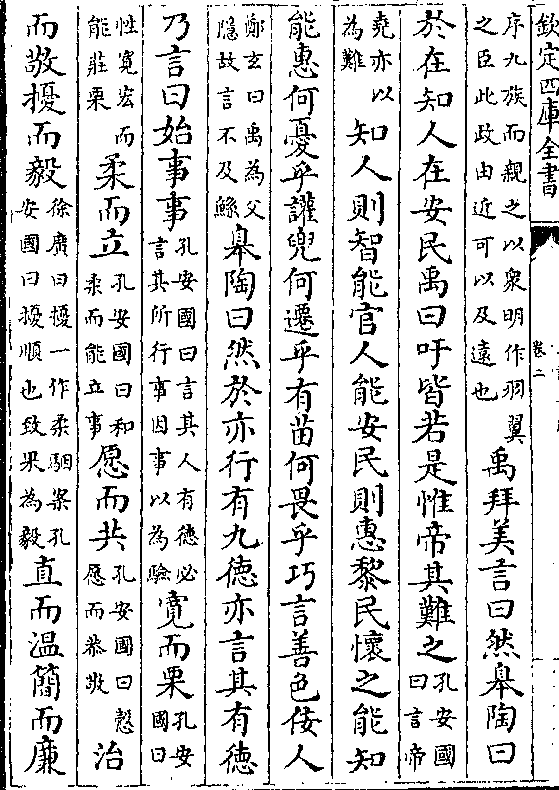 欽定四庫全書
卷二
序九族而親之以衆明作羽翼之臣此政由近可以及遠也禹拜美言曰然臯陶曰
於在知人在安民禹曰吁皆若是惟帝其難之孔安國曰言帝
堯亦以為難知人則智能官人能安民則惠黎民懷之能知
能惠何憂乎讙兜何遷乎有苗何畏乎巧言善色佞人
鄭玄曰禹為父隱故言不及鯀臯陶曰然於亦行有九德亦言其有德
乃言曰始事事孔安國曰言其人有德必言其所行事因事以為驗寛而栗孔安國曰
性寛宏而能莊栗柔而立孔安國曰和柔而能立事愿而共孔安國曰慤愿而恭敬治
而敬擾而毅徐廣曰擾一作柔駰案孔安國曰擾順也致果為毅直而温簡而廉